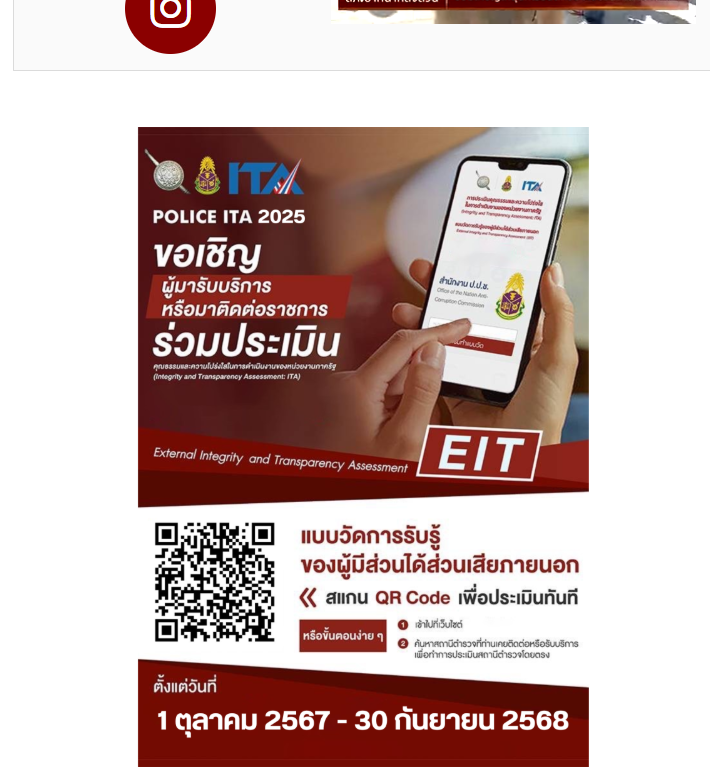 ITA
POLICE ITA 2025
ขอเชิญ
ผู้มารับบริการ
หรือมาติดต่อราชการ
ร่วมประเมิน
คุณธรรมและความโปร่งใสในการดำเนินงานของหน่วยงานภาครัฐ
(Integrity and Transparency Assessment: ITA)
ITA
การประเมินคุณธรรมและความโปร่งใส
ในการดำเนินงานของหน่วยงานภาครัฐ
(Integrity and Transparency Assessment: ITA)
แบบวัดการรับรู้ของผู้มีส่วนได้ส่วนเสียภายนอก
External Integrity and Transparency Assessment (EIT)
สำนักงาน ป.ป.ช.
Office of the Nation Anti-
Corruption Commission
External Integrity and Transparency Assessment
EIT
แบบวัดการรับรู้
ของผู้มีส่วนได้ส่วนเสียภายนอก
สแกน QR Code เพื่อประเมินทันที
หรือขั้นตอนง่าย ๆ
1 เข้าไปที่เว็บไซต์
2 ค้นหาสถานีตำรวจที่ท่านเคยติดต่อหรือรับบริการ
เพื่อทำการประเมินสถานีตำรวจโดยตรง
ตั้งแต่วันที่
1 ตุลาคม 2567 - 30 กันยายน 2568